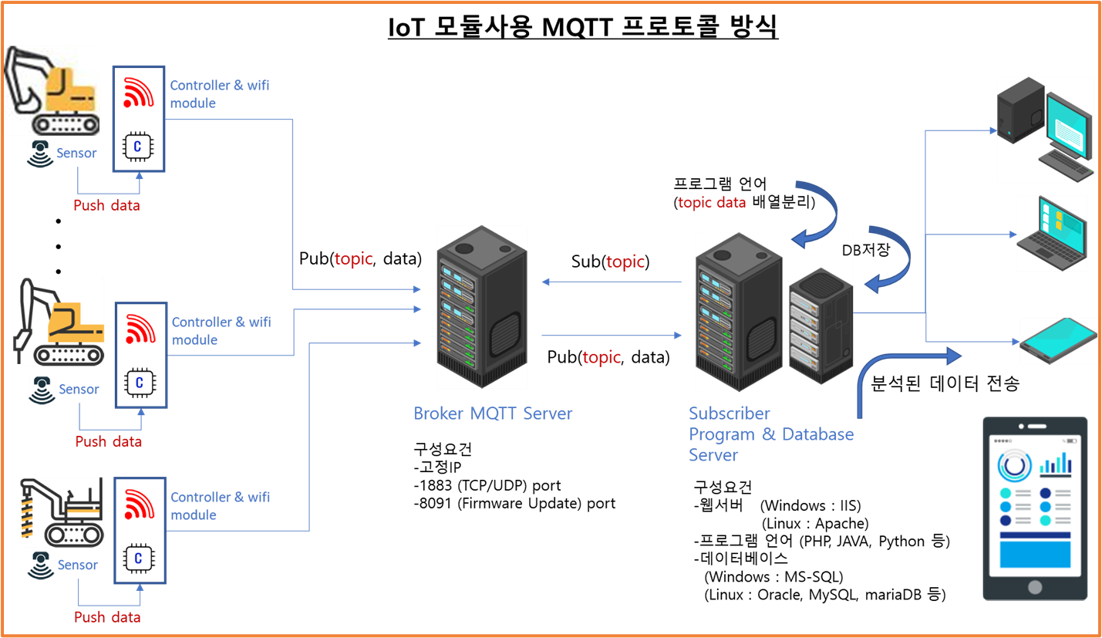 IoT 모듈사용 MQTT 프로토콜 방식
Controller & wifi
module
C
Sensor
Push data
Controller & wifi
module
C
Sensor
Push data
Controller & wifi
module
C
Sensor
Push data
Pub(topic, data)
Sub(topic)
Pub(topic, data)
Broker MQTT Server
구성요건
-고정IP
-1883 (TCP/UDP) port
-8091 (Firmware Update) port
프로그램 언어
(topic data 배열분리)
DB저장
Subscriber
Program & Database
Server
구성요건
-웹서버 (Windows : IIS)
(Linux : Apache)
-프로그램 언어 (PHP, JAVA, Python 등)
-데이터베이스
(Windows : MS-SQL)
(Linux : Oracle, MySQL, mariaDB 등)
분석된 데이터 전송